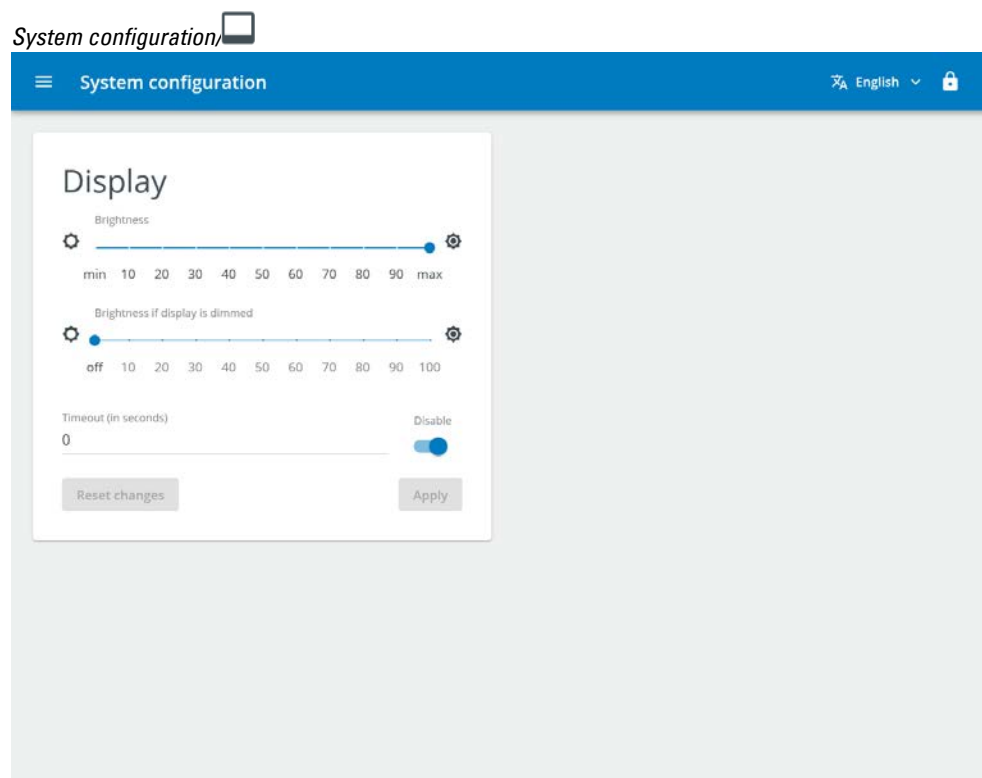 System configuration/
System configuration
English
Display
Brightness
min 10 20 30 40 50 60 70 80 90 max
Brightness if display is dimmed
off 10 20 30 40 50 60 70 80 90 100
Timeout (in seconds)
Disable
0
Reset changes
Apply